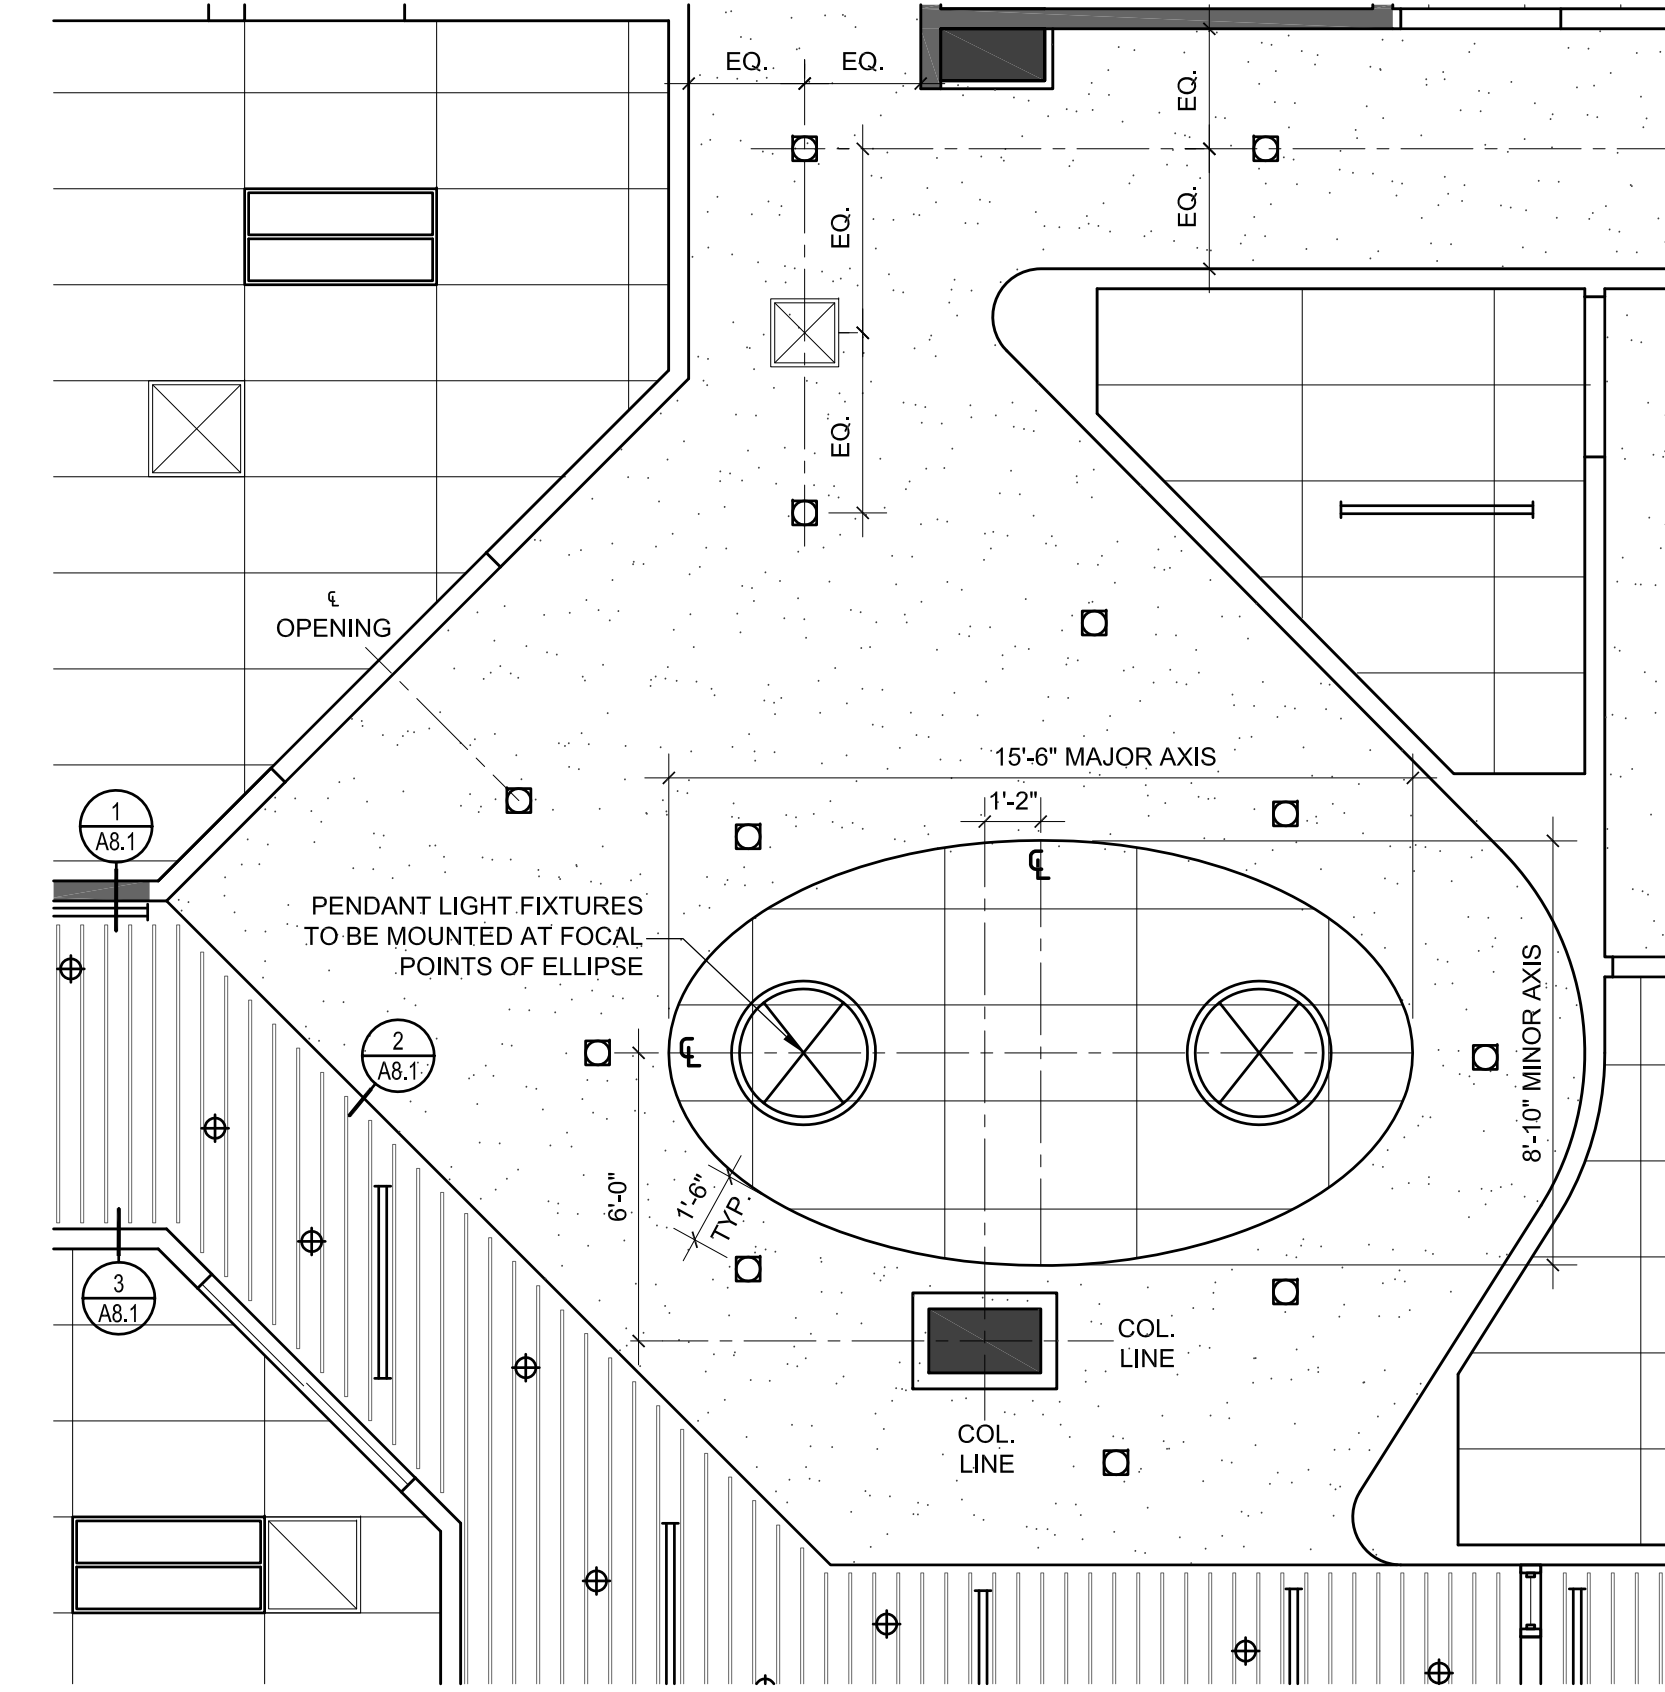 EQ.
EQ.
EQ.
EQ.
EQ.
EQ.
℄
OPENING
15'-6" MAJOR AXIS
1'-2"
1
A8.1
℄
PENDANT LIGHT FIXTURES
TO BE MOUNTED AT FOCAL
POINTS OF ELLIPSE
8'-10" MINOR AXIS
2
A8.1
℄
6'-0"
1'-6"
TYP.
3
A8.1
COL.
LINE
COL.
LINE